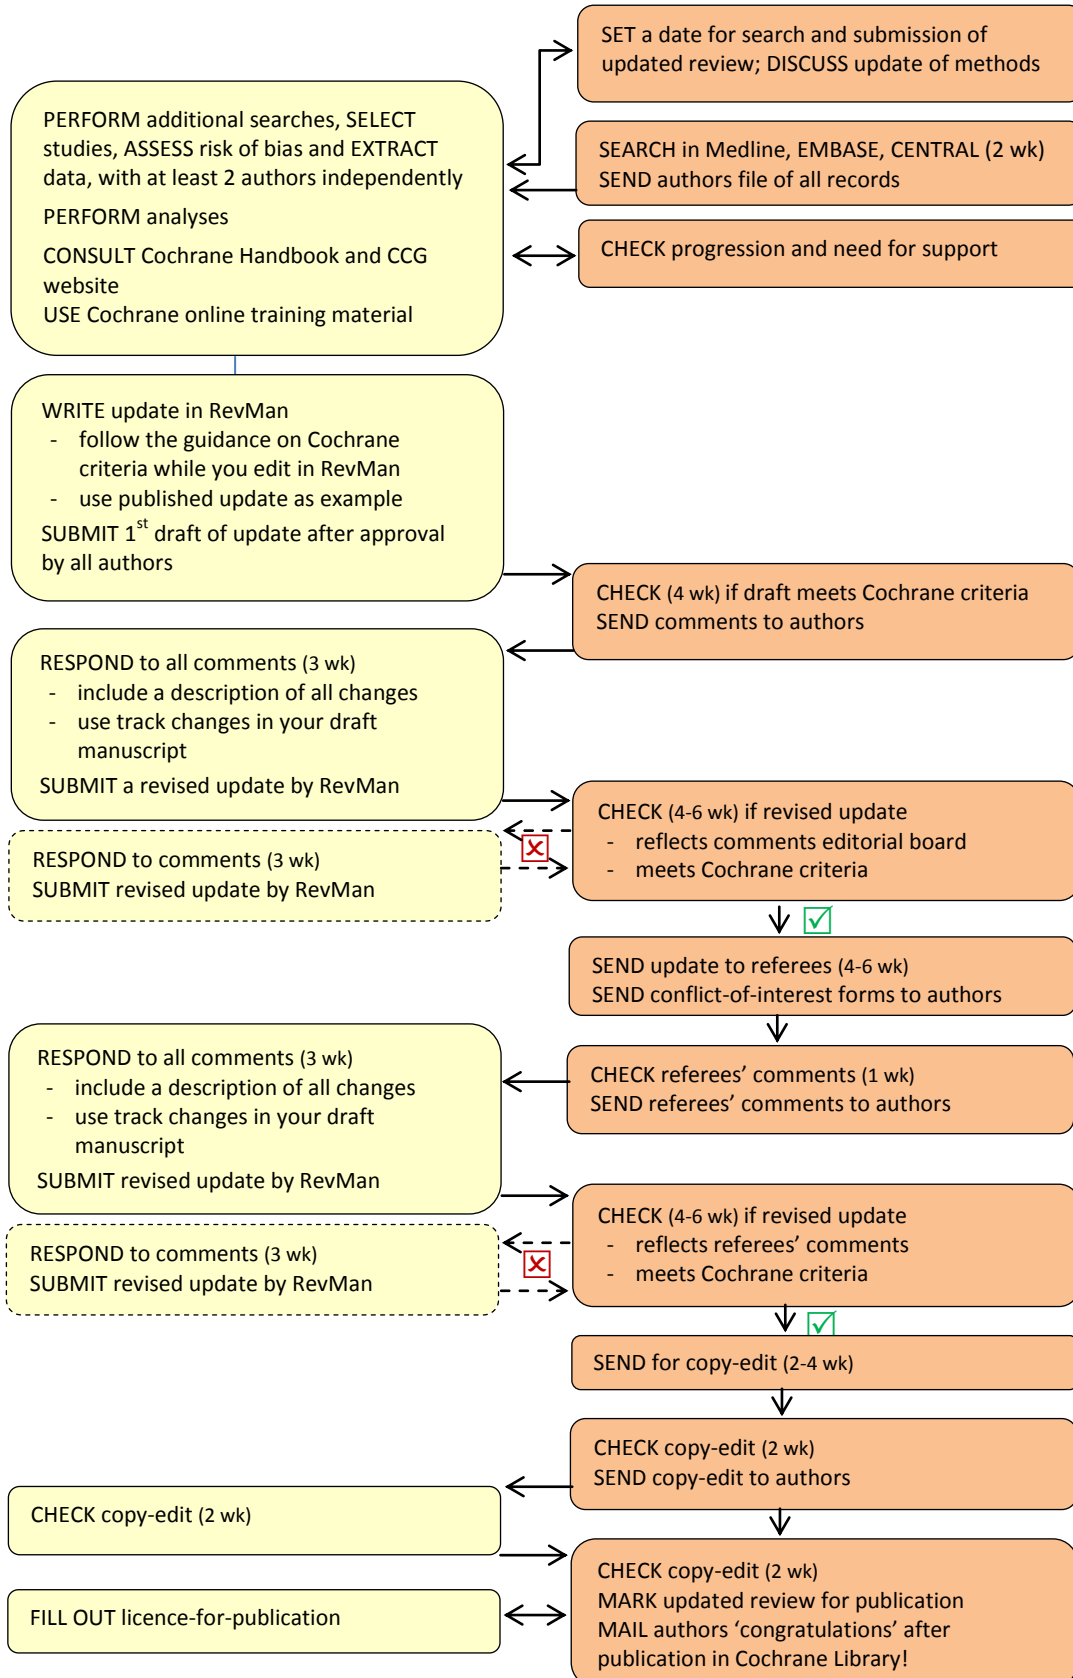 SET a date for search and submission of
updated review; DISCUSS update of methods
PERFORM additional searches, SELECT
studies, ASSESS risk of bias and EXTRACT
data, with at least 2 authors independently
PERFORM analyses
CONSULT Cochrane Handbook and CCG
website
USE Cochrane online training material
SEARCH in Medline, EMBASE, CENTRAL (2 wk)
SEND authors file of all records
CHECK progression and need for support
WRITE update in RevMan
- follow the guidance on Cochrane
criteria while you edit in RevMan
- use published update as example
SUBMIT 1st draft of update after approval
by all authors
CHECK (4 wk) if draft meets Cochrane criteria
SEND comments to authors
RESPOND to all comments (3 wk)
- include a description of all changes
- use track changes in your draft
manuscript
SUBMIT a revised update by RevMan
CHECK (4-6 wk) if revised update
- reflects comments editorial board
- meets Cochrane criteria
RESPOND to comments (3 wk)
SUBMIT revised update by RevMan
SEND update to referees (4-6 wk)
SEND conflict-of-interest forms to authors
CHECK referees’ comments (1 wk)
SEND referees’ comments to authors
RESPOND to all comments (3 wk)
- include a description of all changes
- use track changes in your draft
manuscript
SUBMIT revised update by RevMan
CHECK (4-6 wk) if revised update
- reflects referees’ comments
- meets Cochrane criteria
RESPOND to comments (3 wk)
SUBMIT revised update by RevMan
SEND for copy-edit (2-4 wk)
CHECK copy-edit (2 wk)
SEND copy-edit to authors
CHECK copy-edit (2 wk)
CHECK copy-edit (2 wk)
MARK updated review for publication
MAIL authors ‘congratulations’ after
publication in Cochrane Library!
FILL OUT licence-for-publication